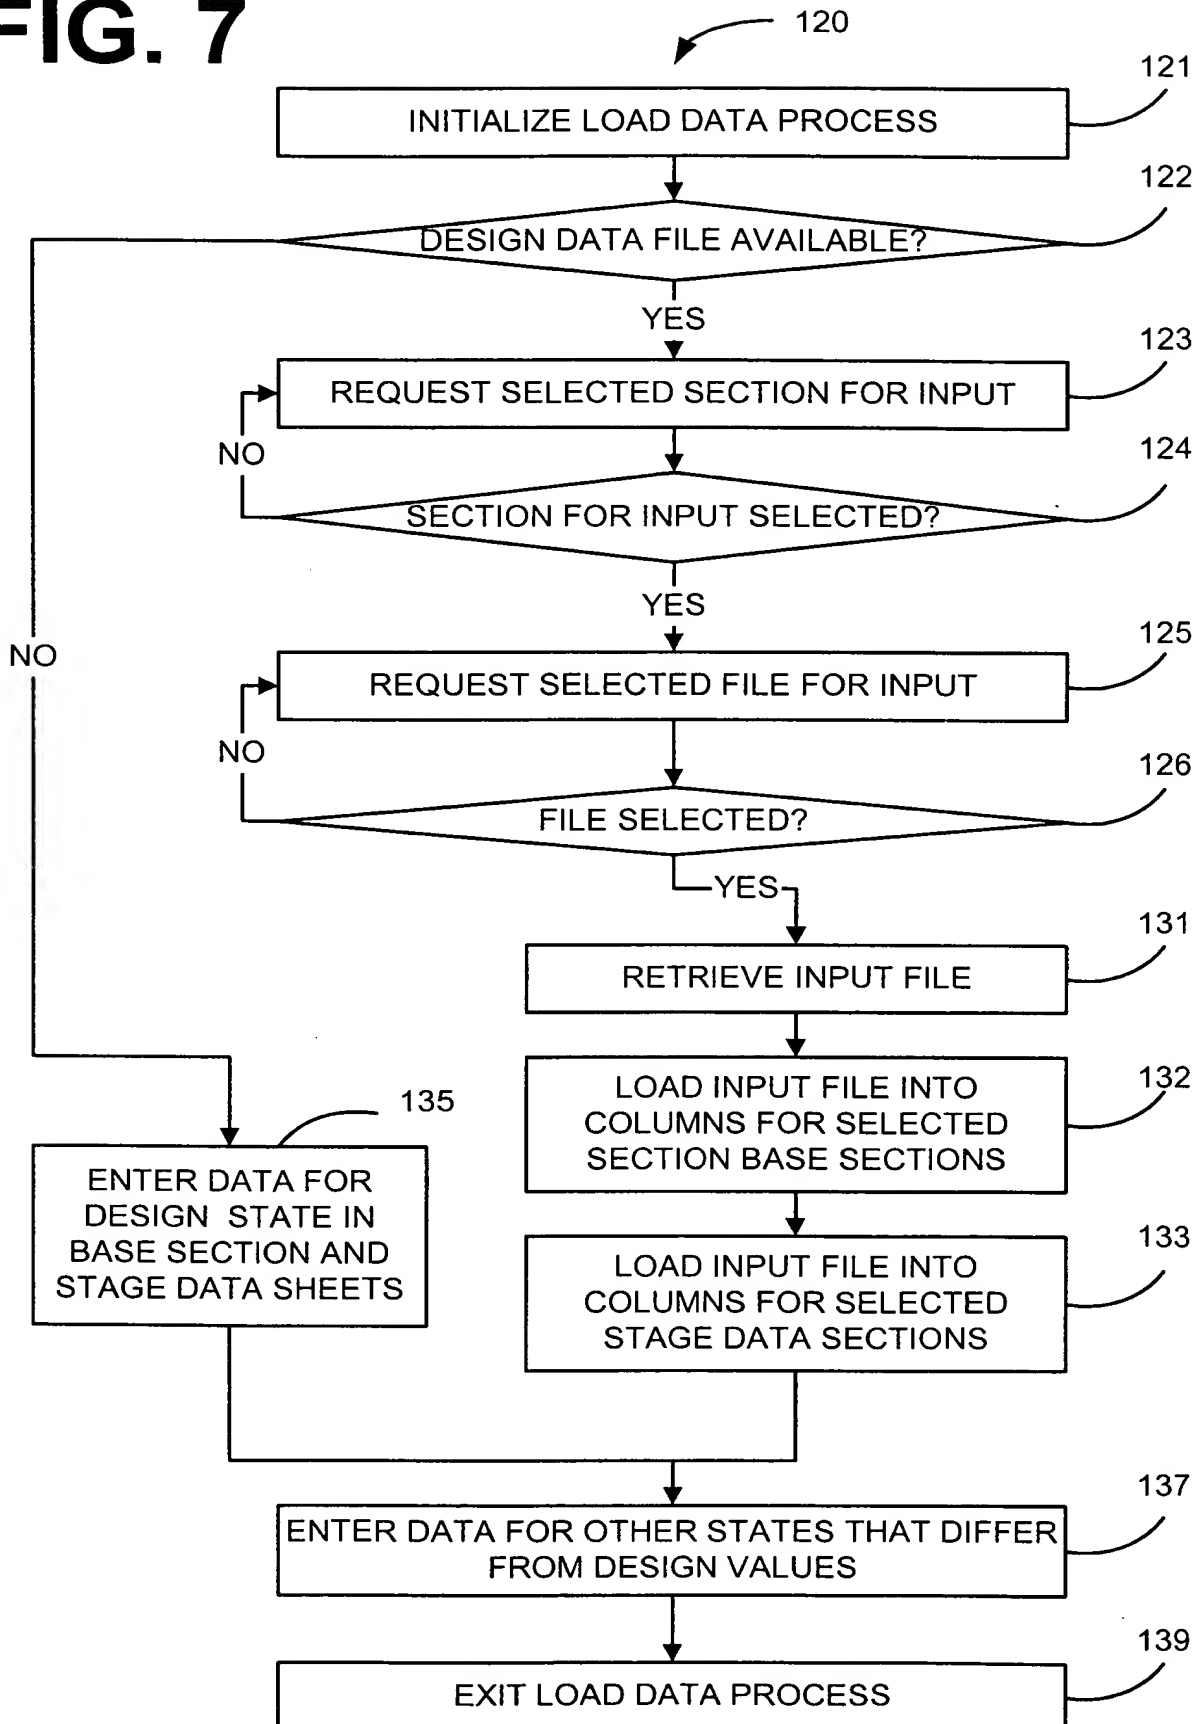 FIG. 7
120
121
INITIALIZE LOAD DATA PROCESS
122
DESIGN DATA FILE AVAILABLE?
YES
123
REQUEST SELECTED SECTION FOR INPUT
NO
124
SECTION FOR INPUT SELECTED?
YES
NO
125
REQUEST SELECTED FILE FOR INPUT
NO
126
FILE SELECTED?
YES
131
RETRIEVE INPUT FILE
132
LOAD INPUT FILE INTO
COLUMNS FOR SELECTED
SECTION BASE SECTIONS
135
ENTER DATA FOR
DESIGN STATE IN
BASE SECTION AND
STAGE DATA SHEETS
133
LOAD INPUT FILE INTO
COLUMNS FOR SELECTED
STAGE DATA SECTIONS
137
ENTER DATA FOR OTHER STATES THAT DIFFER
FROM DESIGN VALUES
139
EXIT LOAD DATA PROCESS